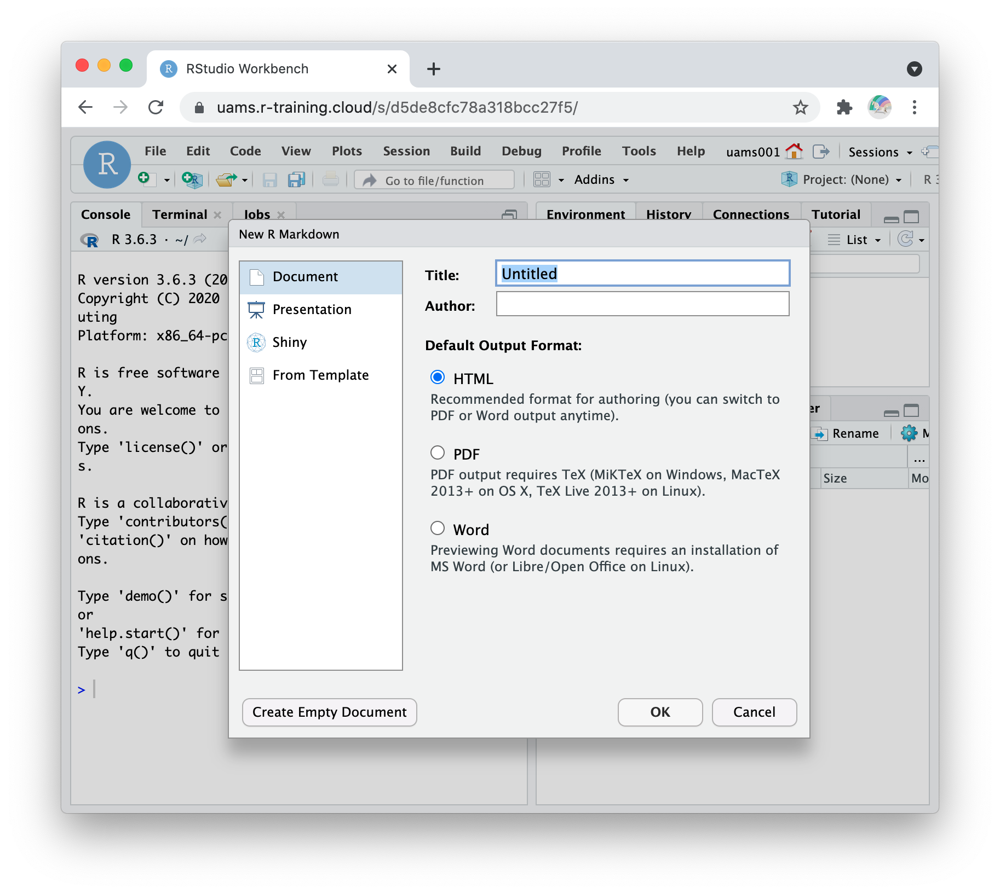 RStudio Workbench
uams.r-training.cloud/s/d5de8cfc78a318bcc27f5/
File Edit Code View Plots Session Build Debug Profile Tools Help uams001 Sessions
Go to file/function Addins Project: (None) R
Console Terminal Jobs
Environment History Connections Tutorial
R 3.6.3 · ~/
List
New R Markdown
R version 3.6.3 (20
Copyright (C) 2020
uting
Platform: x86_64-pc
R is free software
Y.
You are welcome to
ons.
Type 'license()' or
s.
R is a collaborativ
Type 'contributors(
'citation()' on how
ons.
Type 'demo()' for s
or
'help.start()' for
Type 'q()' to quit
>
Document
Presentation
Shiny
From Template
Title: Untitled
Author:
Default Output Format:
HTML
Recommended format for authoring (you can switch to
PDF or Word output anytime).
PDF
PDF output requires TeX (MiKTeX on Windows, MacTeX
2013+ on OS X, TeX Live 2013+ on Linux).
Word
Previewing Word documents requires an installation of
MS Word (or Libre/Open Office on Linux).
Create Empty Document OK Cancel
er
Rename M
...
Size Mo